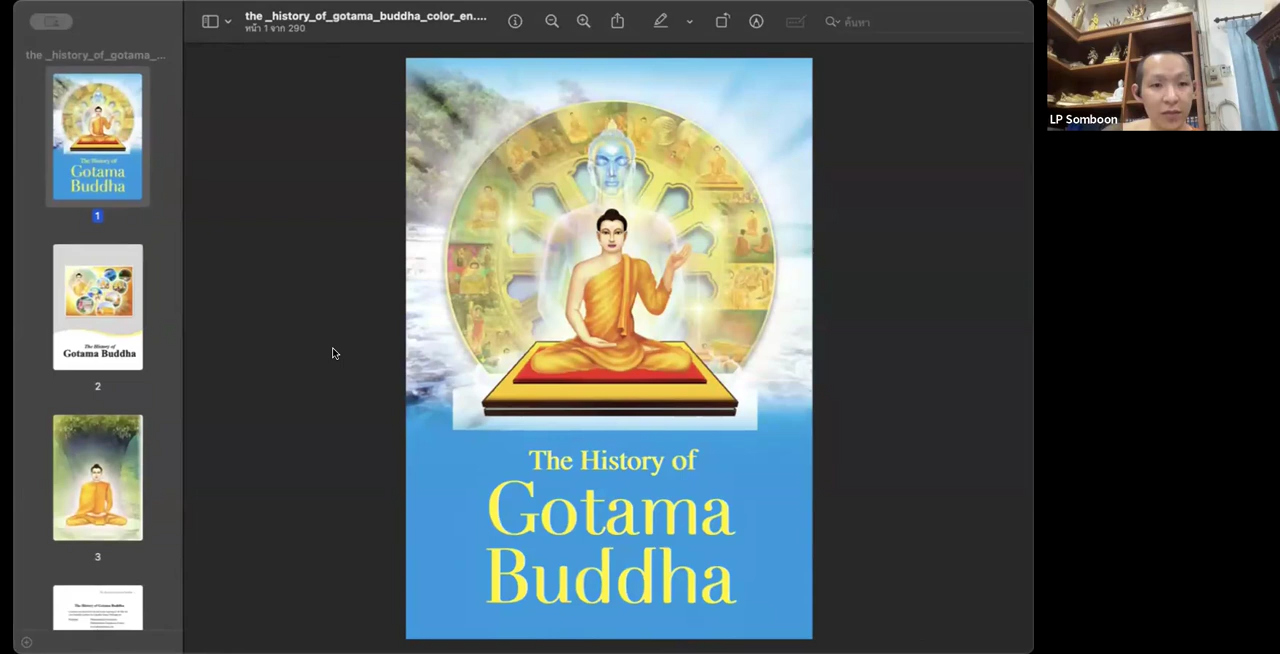 the _history_of_gotama_buddha_color_en....
หน้า 1 จาก 290
ค้นหา
the _history_of_gotama_...
The History of
Gotama
Buddha
1
The History of
Gotama Buddha
2
3
The History of Gotama Buddha
The History of
Gotama
Buddha
LP Somboon